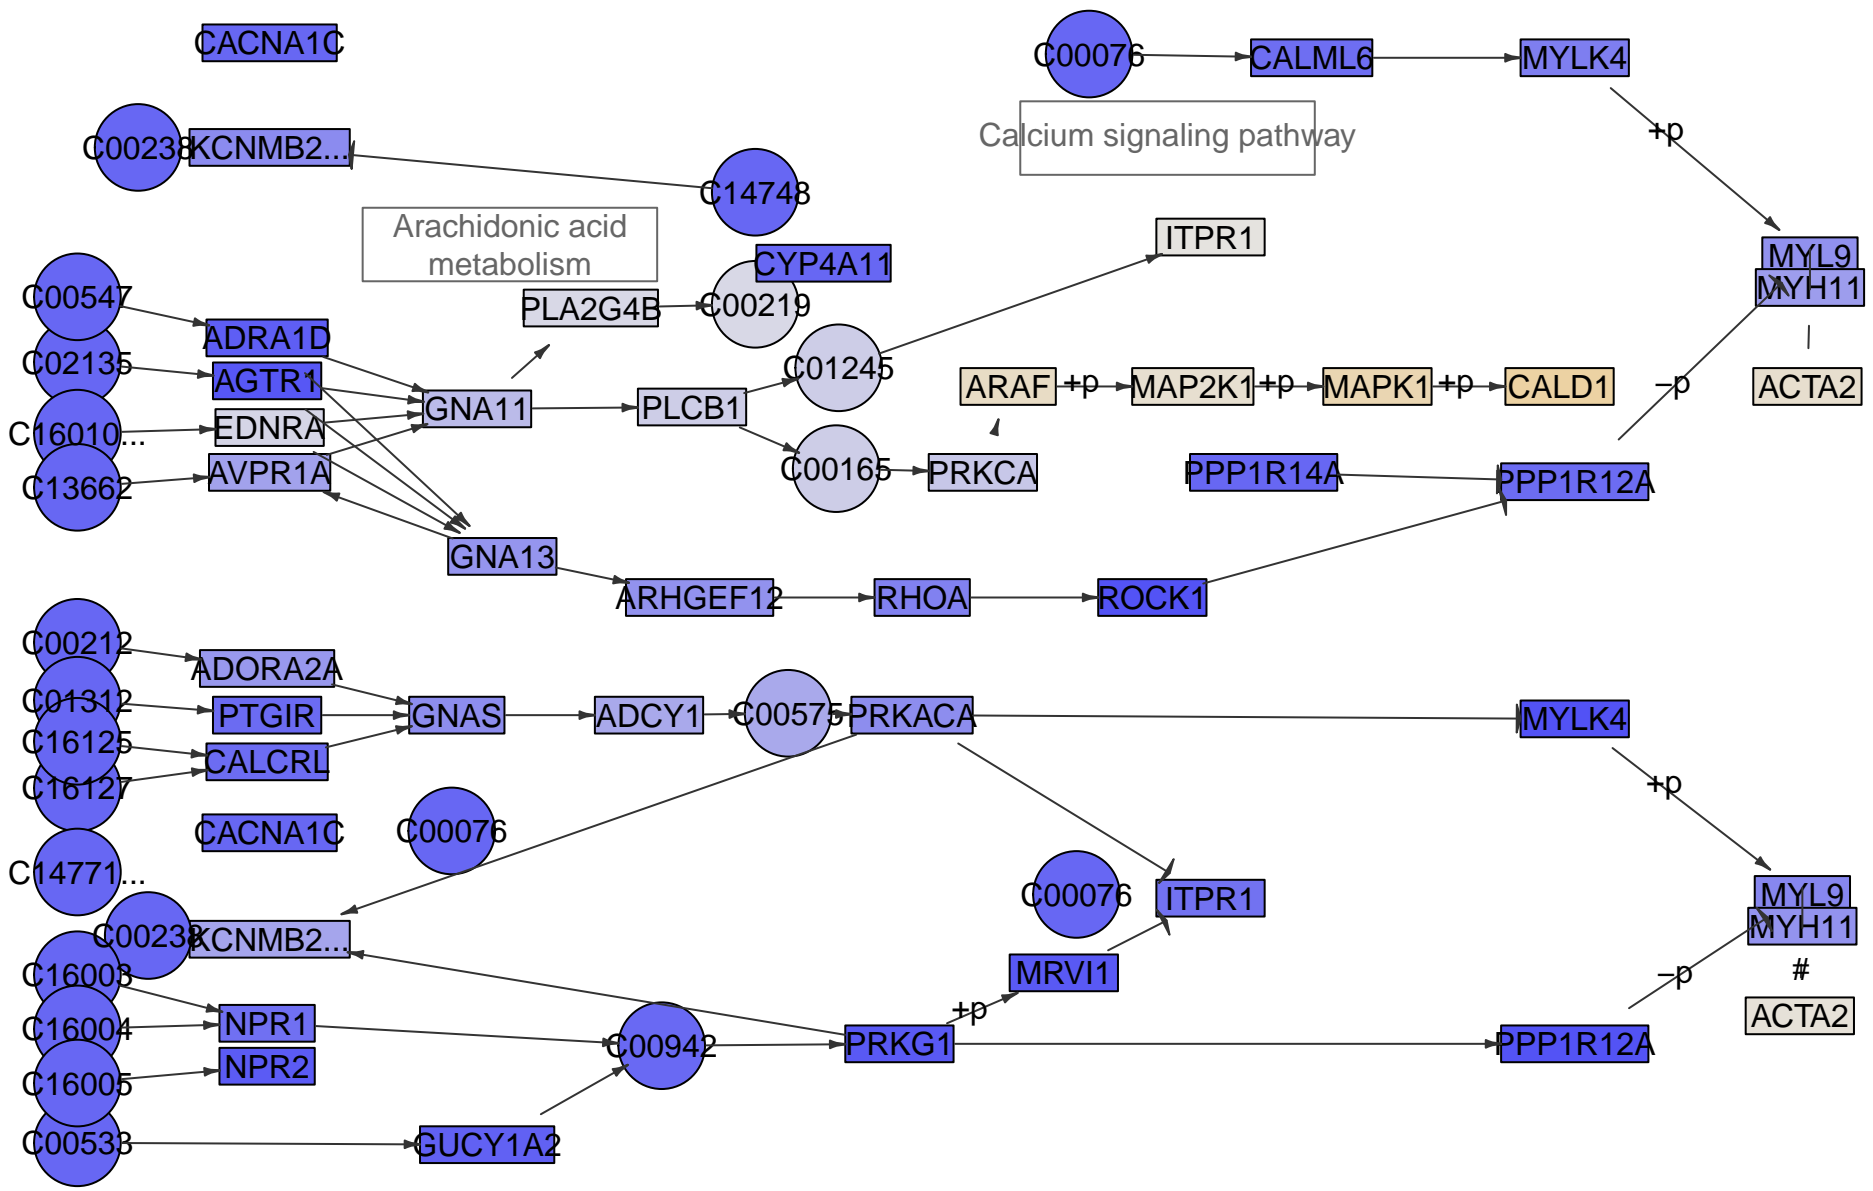 CACNA1C
C00076
CALML6
MYLK4
C00238
KCNMB2...
Calcium signaling pathway
+p
C14748
Arachidonic acid
metabolism
ITPR1
MYL9
MYH11
CYP4A11
C00219
PLA2G4B
C00547
ADRA1D
C02135
AGTR1
C01245
ARAF
+p
MAP2K1
+p
MAPK1
+p
CALD1
–p
ACTA2
GNA11
PLCB1
C16010...
EDNRA
C13662
AVPR1A
C00165
PRKCA
PPP1R14A
PPP1R12A
GNA13
ARHGEF12
RHOA
ROCK1
C00212
ADORA2A
C01312
PTGIR
GNAS
ADCY1
C00575
PRKACA
MYLK4
C16125
CALCRL
C16127
+p
CACNA1C
C00076
C14771...
C00076
ITPR1
MYL9
MYH11
C00238
KCNMB2...
C16003
MRVI1
–p
#
+p
ACTA2
C16004
NPR1
C00942
PRKG1
PPP1R12A
C16005
NPR2
C00533
GUCY1A2